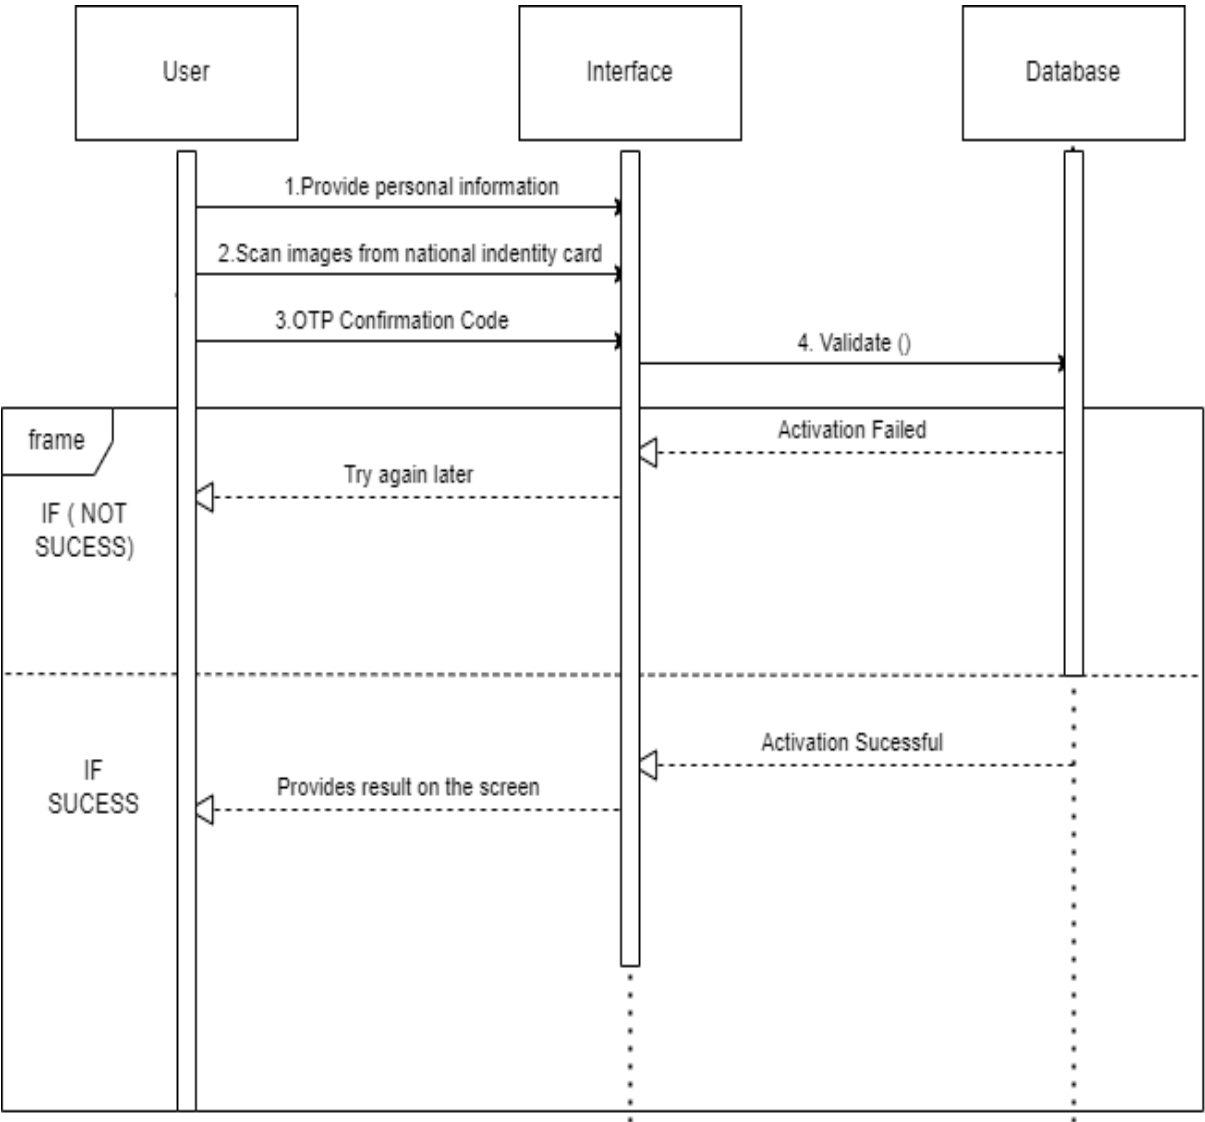 User
Interface
Database
1.Provide personal information
2.Scan images from national indentity card
3.OTP Confirmation Code
4. Validate ()
frame
Activation Failed
Try again later
IF ( NOT
SUCESS)
Activation Sucessful
IF
SUCESS
Provides result on the screen